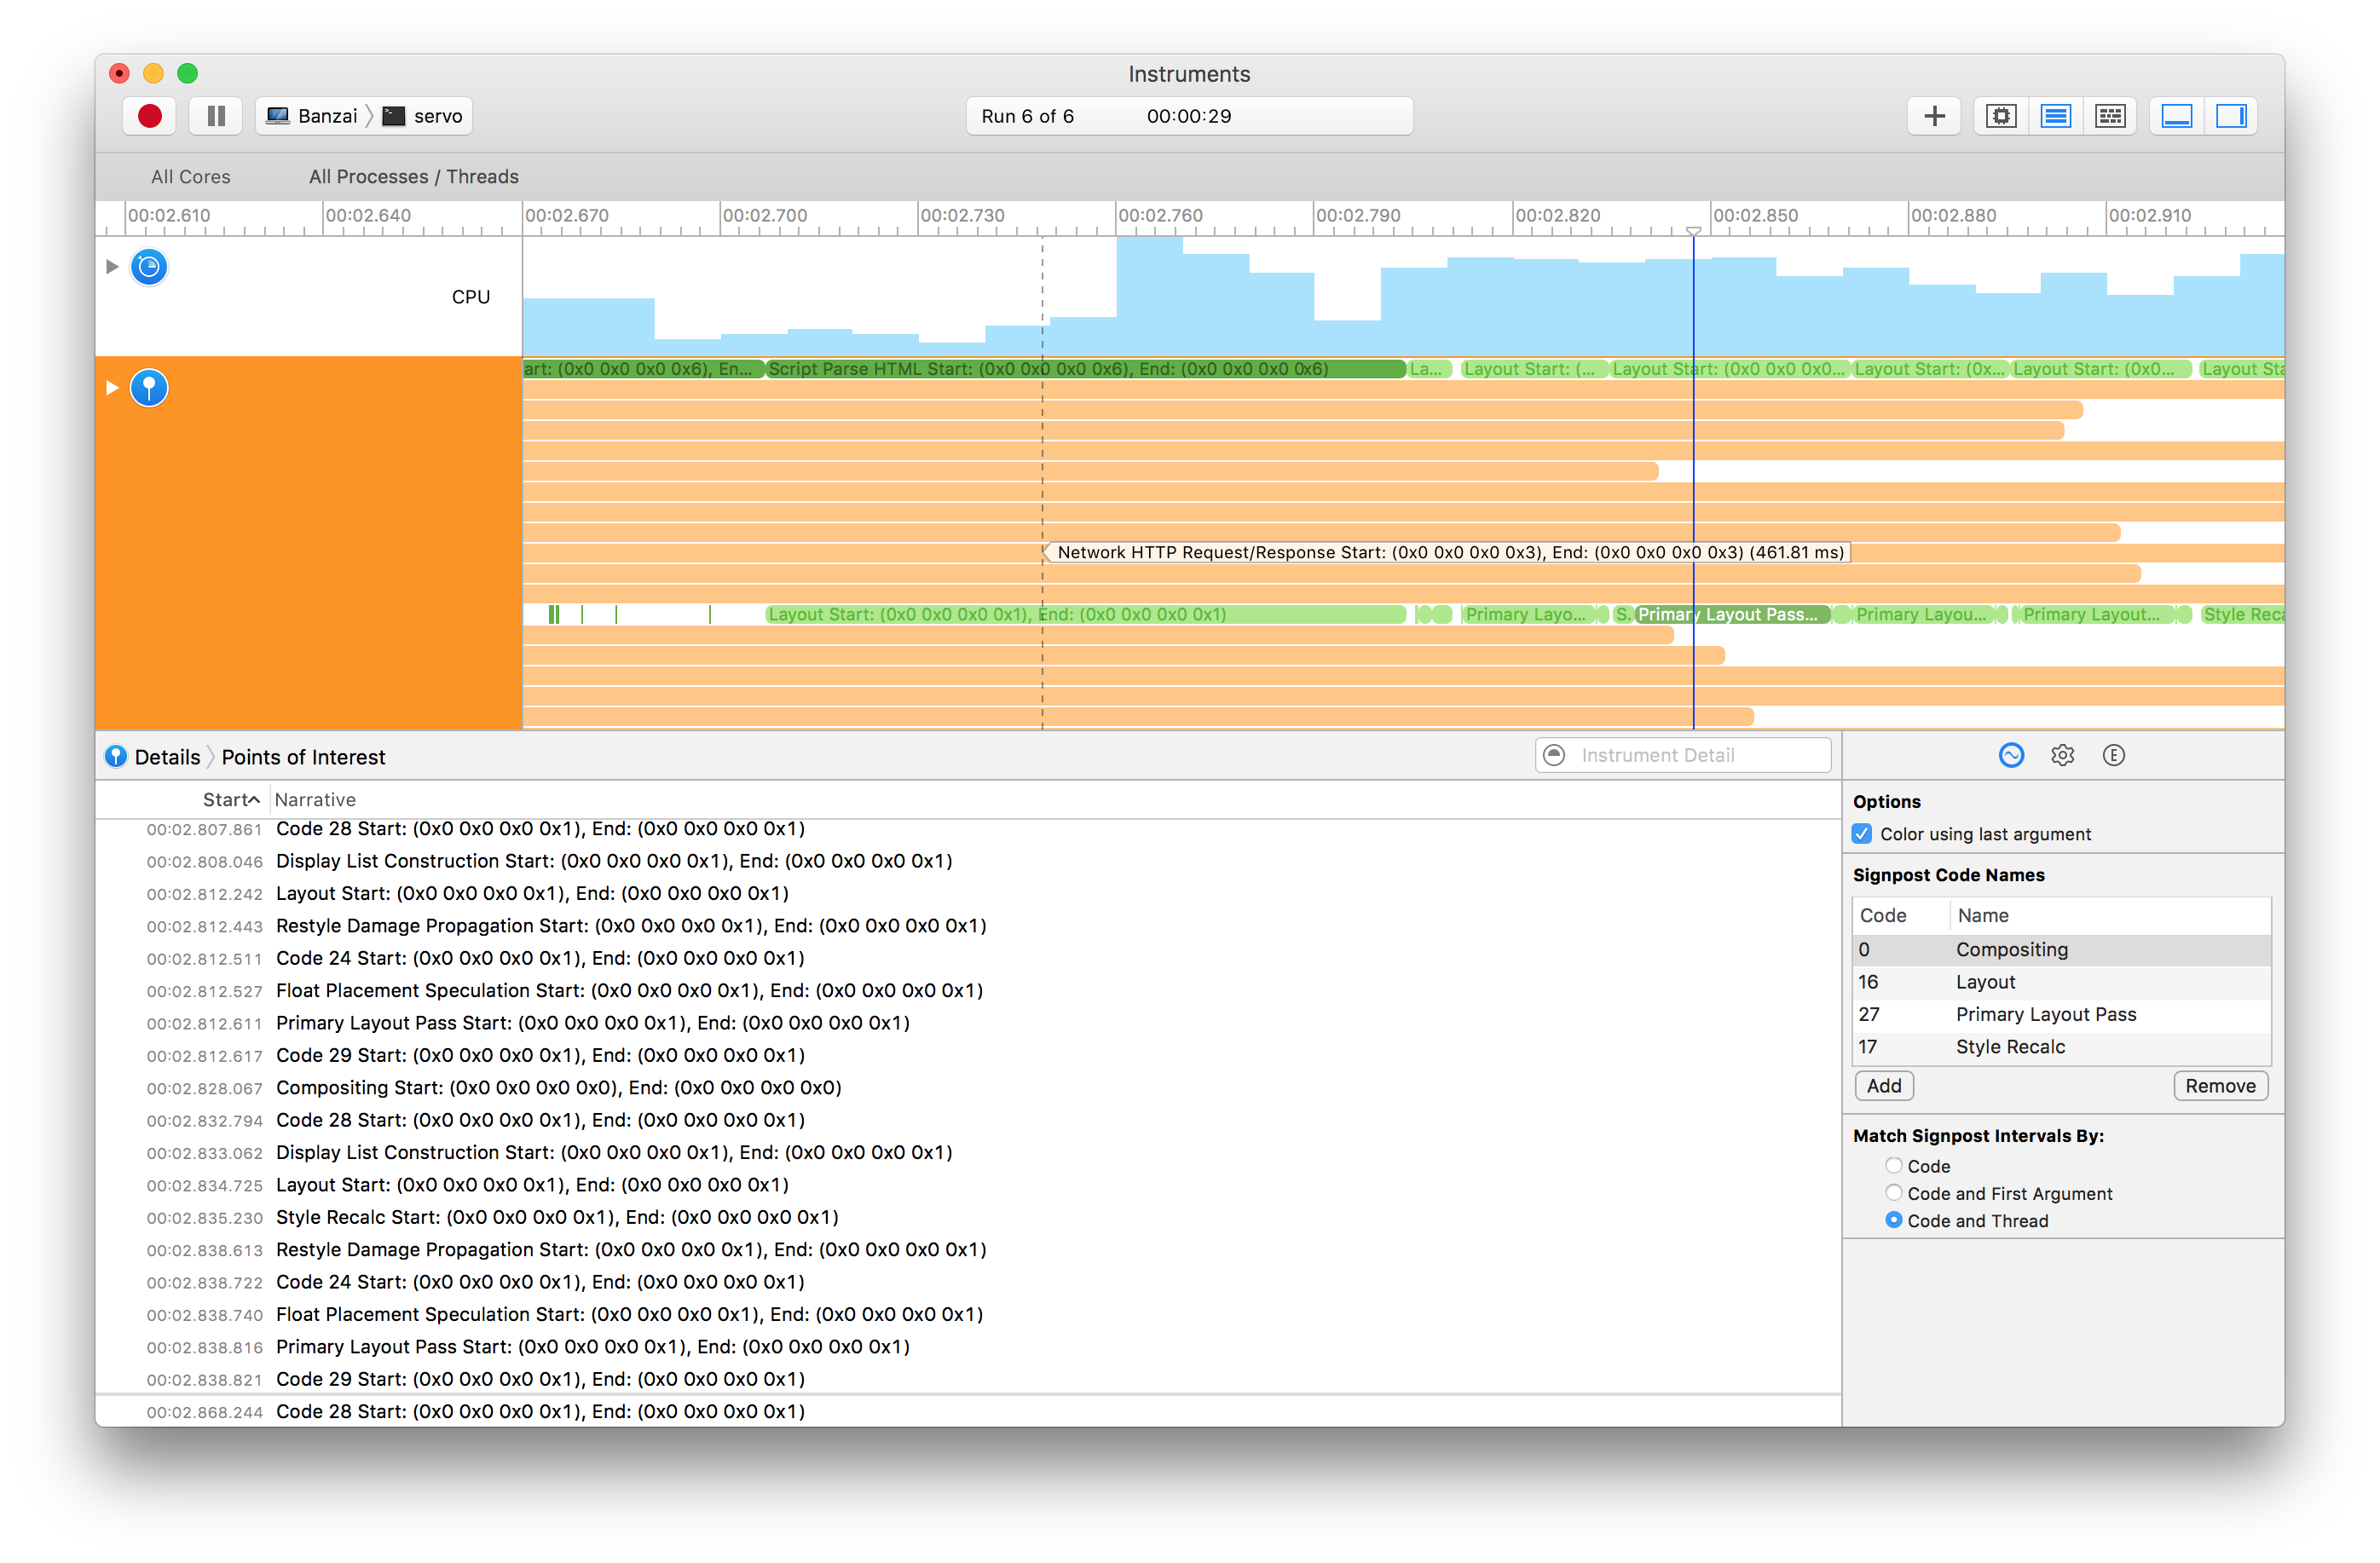 Instruments
Banzai servo
Run 6 of 6 00:00:29
All Cores All Processes / Threads
00:02.610 00:02.640 00:02.670 00:02.700 00:02.730 00:02.760 00:02.790 00:02.820 00:02.850 00:02.880 00:02.910
CPU
art: (0x0 0x0 0x0 0x6), En... Script Parse HTML Start: (0x0 0x0 0x0 0x6), End: (0x0 0x0 0x0 0x6) La... Layout Start: (... Layout Start: (0x0 0x0 0x0... Layout Start: (0x... Layout Start: (0x0... Layout Sta
Network HTTP Request/Response Start: (0x0 0x0 0x0 0x3), End: (0x0 0x0 0x0 0x3) (461.81 ms)
Layout Start: (0x0 0x0 0x0 0x1), End: (0x0 0x0 0x0 0x1) Primary Layo... S. Primary Layout Pass... Primary Layou... Primary Layout... Style Reca
Details Points of Interest Instrument Detail
Start Narrative
00:02.807.861 Code 28 Start: (0x0 0x0 0x0 0x1), End: (0x0 0x0 0x0 0x1)
00:02.808.046 Display List Construction Start: (0x0 0x0 0x0 0x1), End: (0x0 0x0 0x0 0x1)
00:02.812.242 Layout Start: (0x0 0x0 0x0 0x1), End: (0x0 0x0 0x0 0x1)
00:02.812.443 Restyle Damage Propagation Start: (0x0 0x0 0x0 0x1), End: (0x0 0x0 0x0 0x1)
00:02.812.511 Code 24 Start: (0x0 0x0 0x0 0x1), End: (0x0 0x0 0x0 0x1)
00:02.812.527 Float Placement Speculation Start: (0x0 0x0 0x0 0x1), End: (0x0 0x0 0x0 0x1)
00:02.812.611 Primary Layout Pass Start: (0x0 0x0 0x0 0x1), End: (0x0 0x0 0x0 0x1)
00:02.812.617 Code 29 Start: (0x0 0x0 0x0 0x1), End: (0x0 0x0 0x0 0x1)
00:02.828.067 Compositing Start: (0x0 0x0 0x0 0x0), End: (0x0 0x0 0x0 0x0)
00:02.832.794 Code 28 Start: (0x0 0x0 0x0 0x1), End: (0x0 0x0 0x0 0x1)
00:02.833.062 Display List Construction Start: (0x0 0x0 0x0 0x1), End: (0x0 0x0 0x0 0x1)
00:02.834.725 Layout Start: (0x0 0x0 0x0 0x1), End: (0x0 0x0 0x0 0x1)
00:02.835.230 Style Recalc Start: (0x0 0x0 0x0 0x1), End: (0x0 0x0 0x0 0x1)
00:02.838.613 Restyle Damage Propagation Start: (0x0 0x0 0x0 0x1), End: (0x0 0x0 0x0 0x1)
00:02.838.722 Code 24 Start: (0x0 0x0 0x0 0x1), End: (0x0 0x0 0x0 0x1)
00:02.838.740 Float Placement Speculation Start: (0x0 0x0 0x0 0x1), End: (0x0 0x0 0x0 0x1)
00:02.838.816 Primary Layout Pass Start: (0x0 0x0 0x0 0x1), End: (0x0 0x0 0x0 0x1)
00:02.838.821 Code 29 Start: (0x0 0x0 0x0 0x1), End: (0x0 0x0 0x0 0x1)
00:02.868.244 Code 28 Start: (0x0 0x0 0x0 0x1), End: (0x0 0x0 0x0 0x1)
E
Options
Color using last argument
Signpost Code Names
Code Name
0 Compositing
16 Layout
27 Primary Layout Pass
17 Style Recalc
Add Remove
Match Signpost Intervals By:
Code
Code and First Argument
Code and Thread